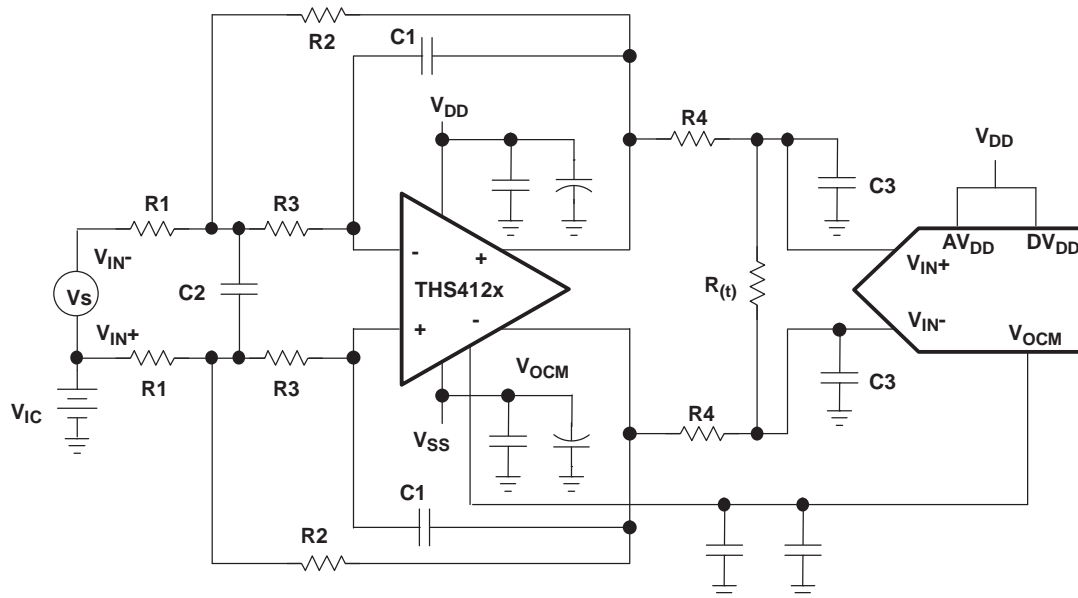 R2
C1
VDD
R4
VDD
C3
R1
R3
AVDD
DVDD
VIN-
-
+
VIN+
Vs
C2
THS412x
R(t)
VIN+
+
-
VIN-
VOCM
R1
R3
VOCM
C3
VIC
R4
VSS
C1
R2